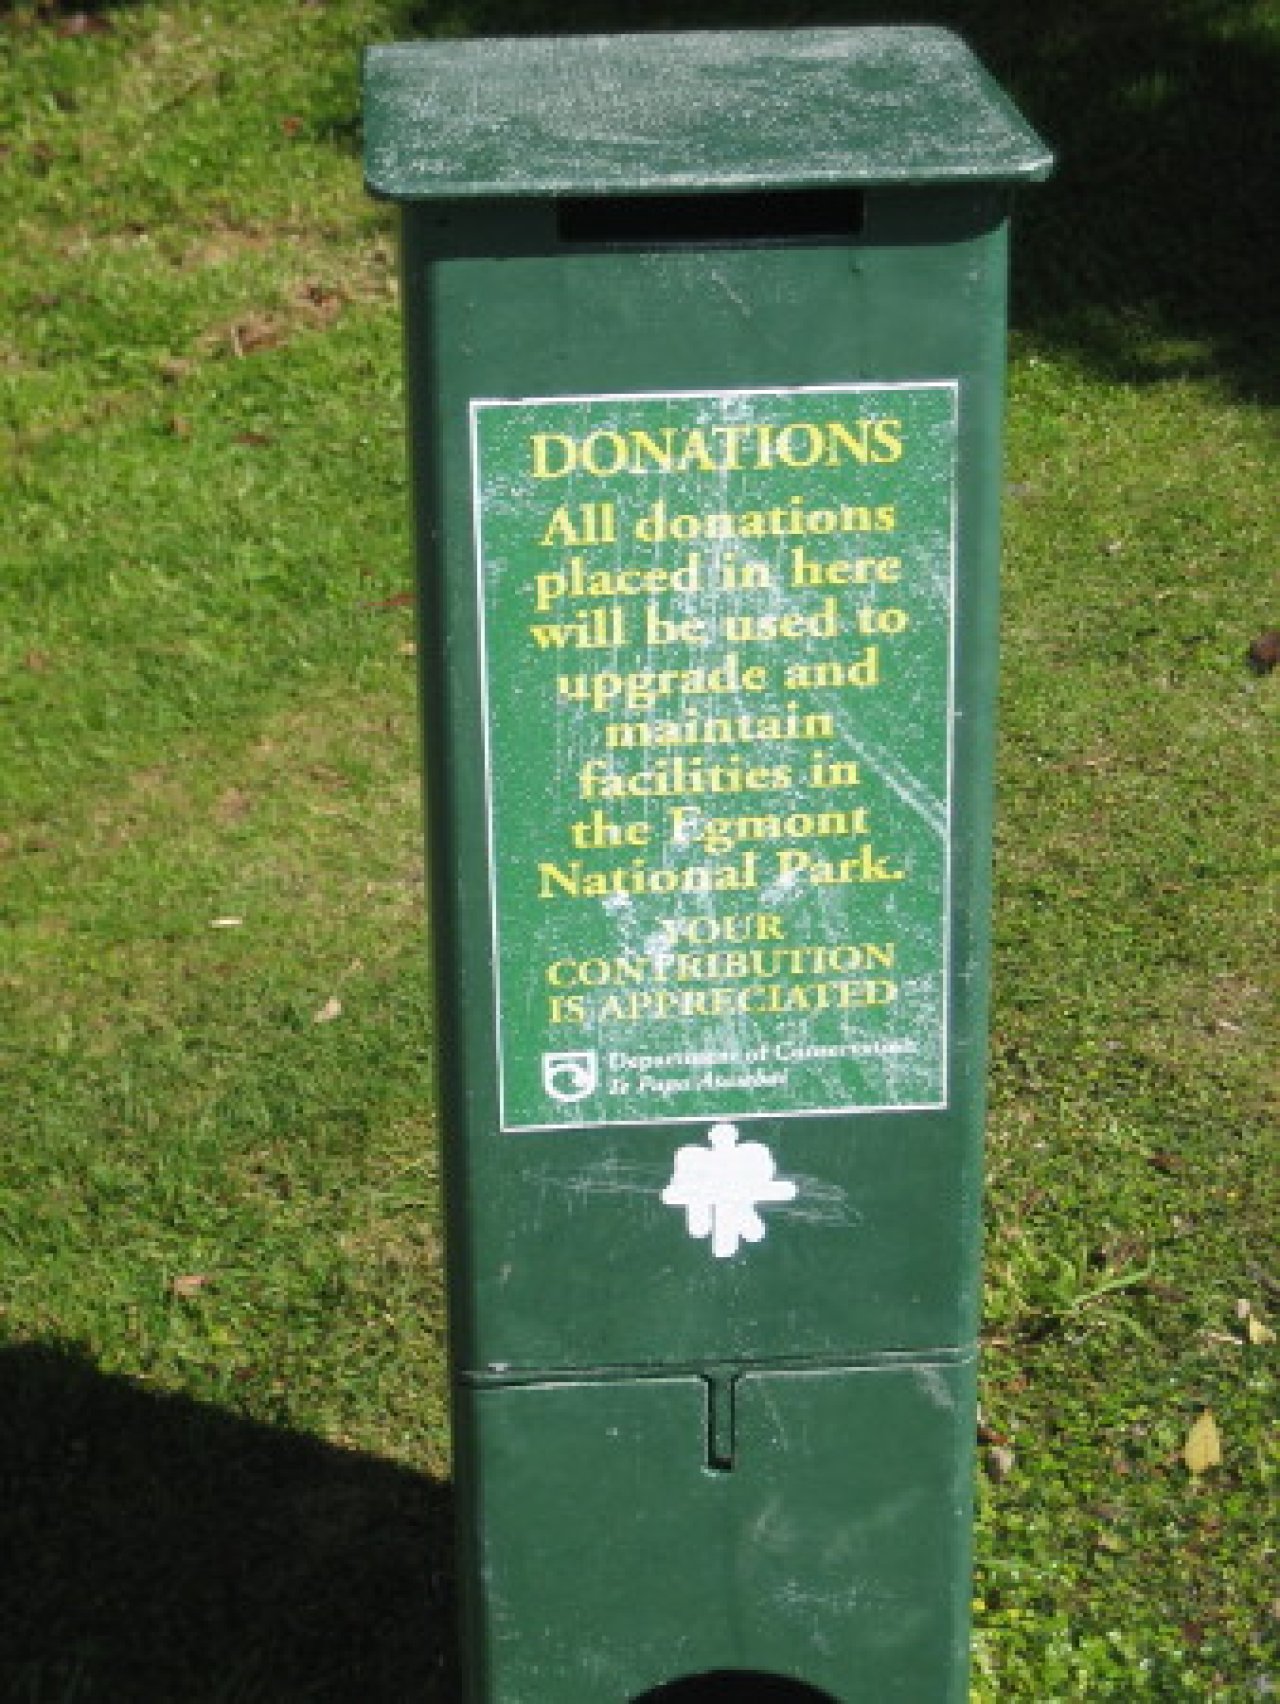 DONATIONS
All donations
placed in here
will be used to
upgrade and
maintain
facilities in
the Egmont
National Park.
YOUR
CONTRIBUTION
IS APPRECIATED
Department of Conservation
Te Papa Atawhai